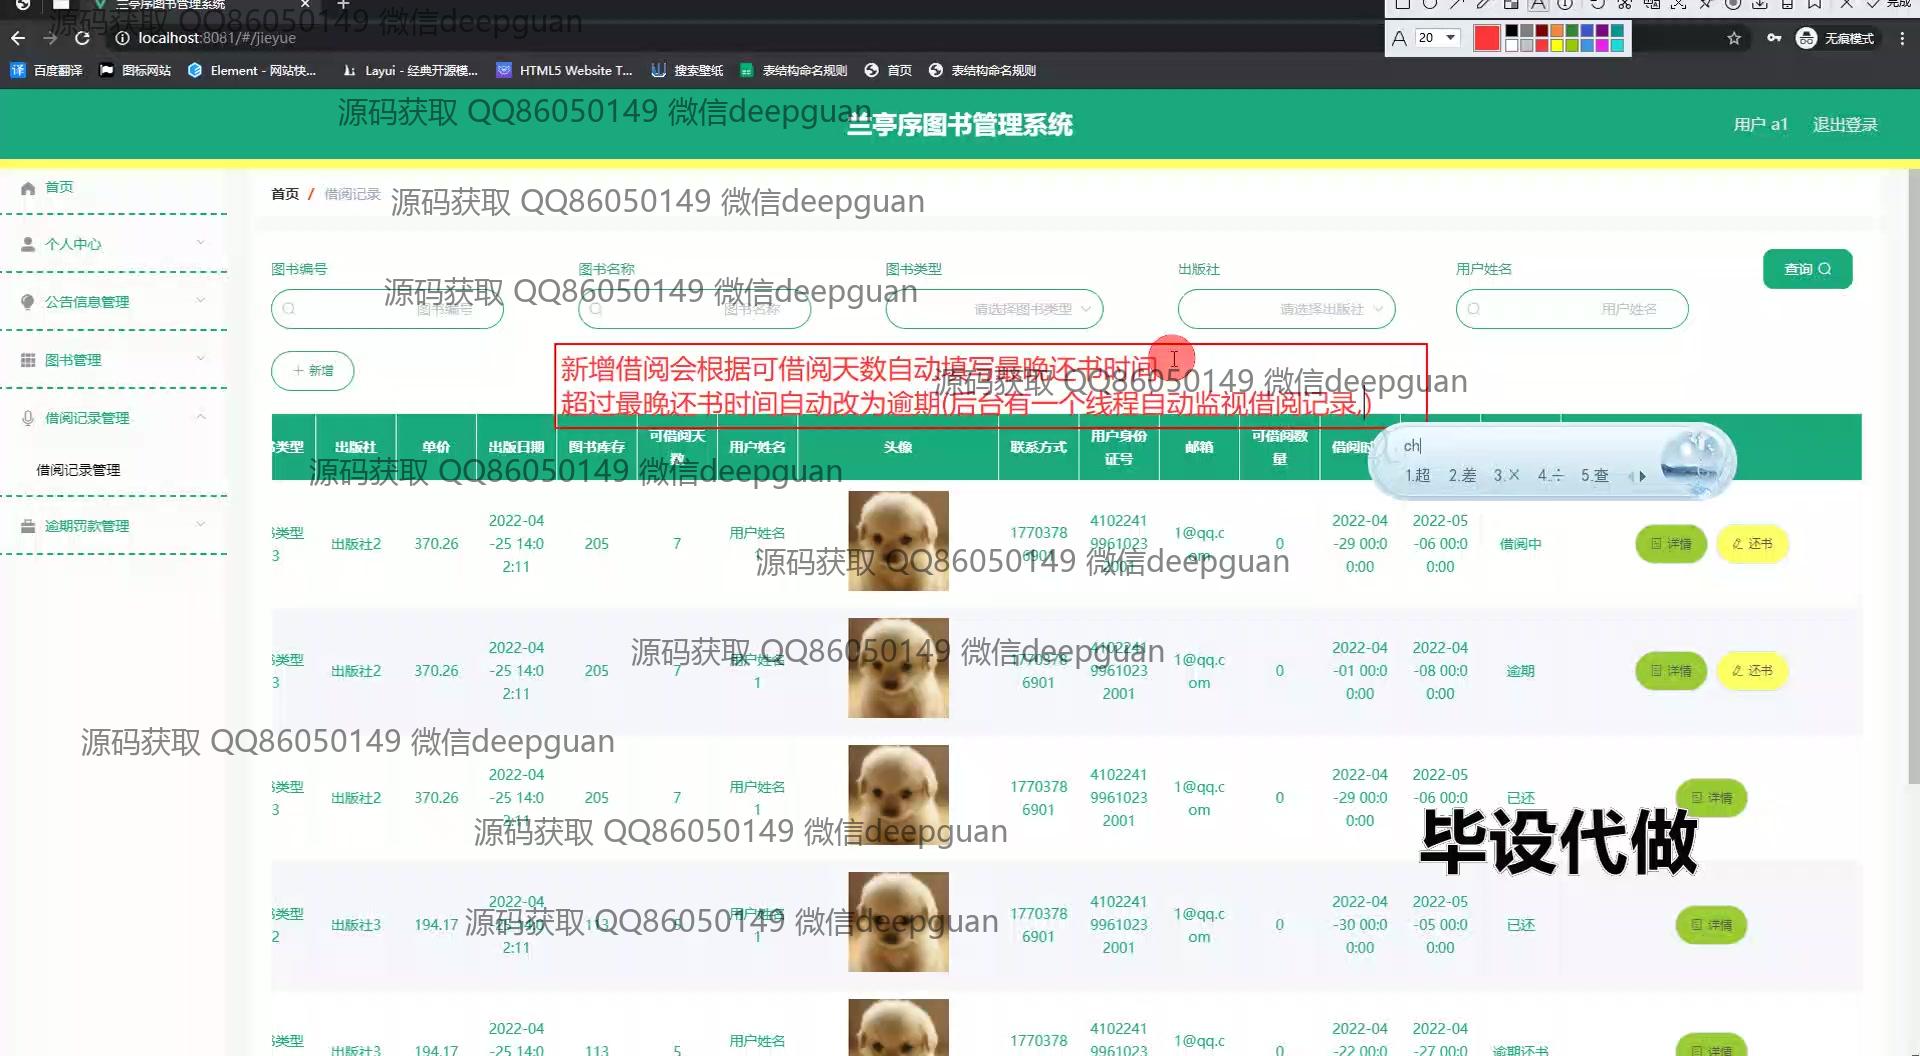 兰亭序图书管理系统
完成
A 20
localhost:8081/#/jieyue
无痕模式
百度翻译 图标网站 Element - 网站快... Layui - 经典开源模... HTML5 Website T... 搜索壁纸 表结构命名规则 首页 表结构命名规则
兰亭序图书管理系统
用户 a1 退出登录
首页
个人中心
公告信息管理
图书管理
借阅记录管理
借阅记录管理
逾期罚款管理
首页 / 借阅记录
图书编号 图书名称 图书类型 出版社 用户姓名
查询
图书编号 图书名称 请选择图书类型 请选择出版社 用户姓名
+ 新增
新增借阅会根据可借阅天数自动填写最晚还书时间
超过最晚还书时间自动改为逾期(后台有一个线程自动监视借阅记录,)
ch
1.超 2.差 3.× 4.÷ 5.查
类型 出版社 单价 出版日期 图书库存 可借阅天数 用户姓名 头像 联系方式 用户身份证号 邮箱 可借阅数量 借阅时
类型3 出版社2 370.26 2022-04-25 14:02:11 205 7 用户姓名1 17703786901 410224199610232001 1@qq.com 0 2022-04-29 00:00:00 2022-05-06 00:00:00 借阅中 详情 还书
类型3 出版社2 370.26 2022-04-25 14:02:11 205 7 用户姓名1 17703786901 410224199610232001 1@qq.com 0 2022-04-01 00:00:00 2022-04-08 00:00:00 逾期 详情 还书
类型3 出版社2 370.26 2022-04-25 14:02:11 205 7 用户姓名1 17703786901 410224199610232001 1@qq.com 0 2022-04-29 00:00:00 2022-05-06 00:00:00 已还 详情
类型2 出版社3 194.17 2022-04-25 14:02:11 113 5 用户姓名1 17703786901 410224199610232001 1@qq.com 0 2022-04-30 00:00:00 2022-05-05 00:00:00 已还 详情
类型 出版社3 194.17 2022-04-25 14:0 113 5 用户姓名 1770378 4102241 9961023 1@qq.c 0 2022-04-22 00:0 2022-04-27 00:0 逾期还书 详情
源码获取 QQ86050149 微信deepguan
源码获取 QQ86050149 微信deepguan
源码获取 QQ86050149 微信deepguan
源码获取 QQ86050149 微信deepguan
源码获取 QQ86050149 微信deepguan
源码获取 QQ86050149 微信deepguan
源码获取 QQ86050149 微信deepguan
源码获取 QQ86050149 微信deepguan
源码获取 QQ86050149 微信deepguan
源码获取 QQ86050149 微信deepguan
源码获取 QQ86050149 微信deepguan
毕设代做